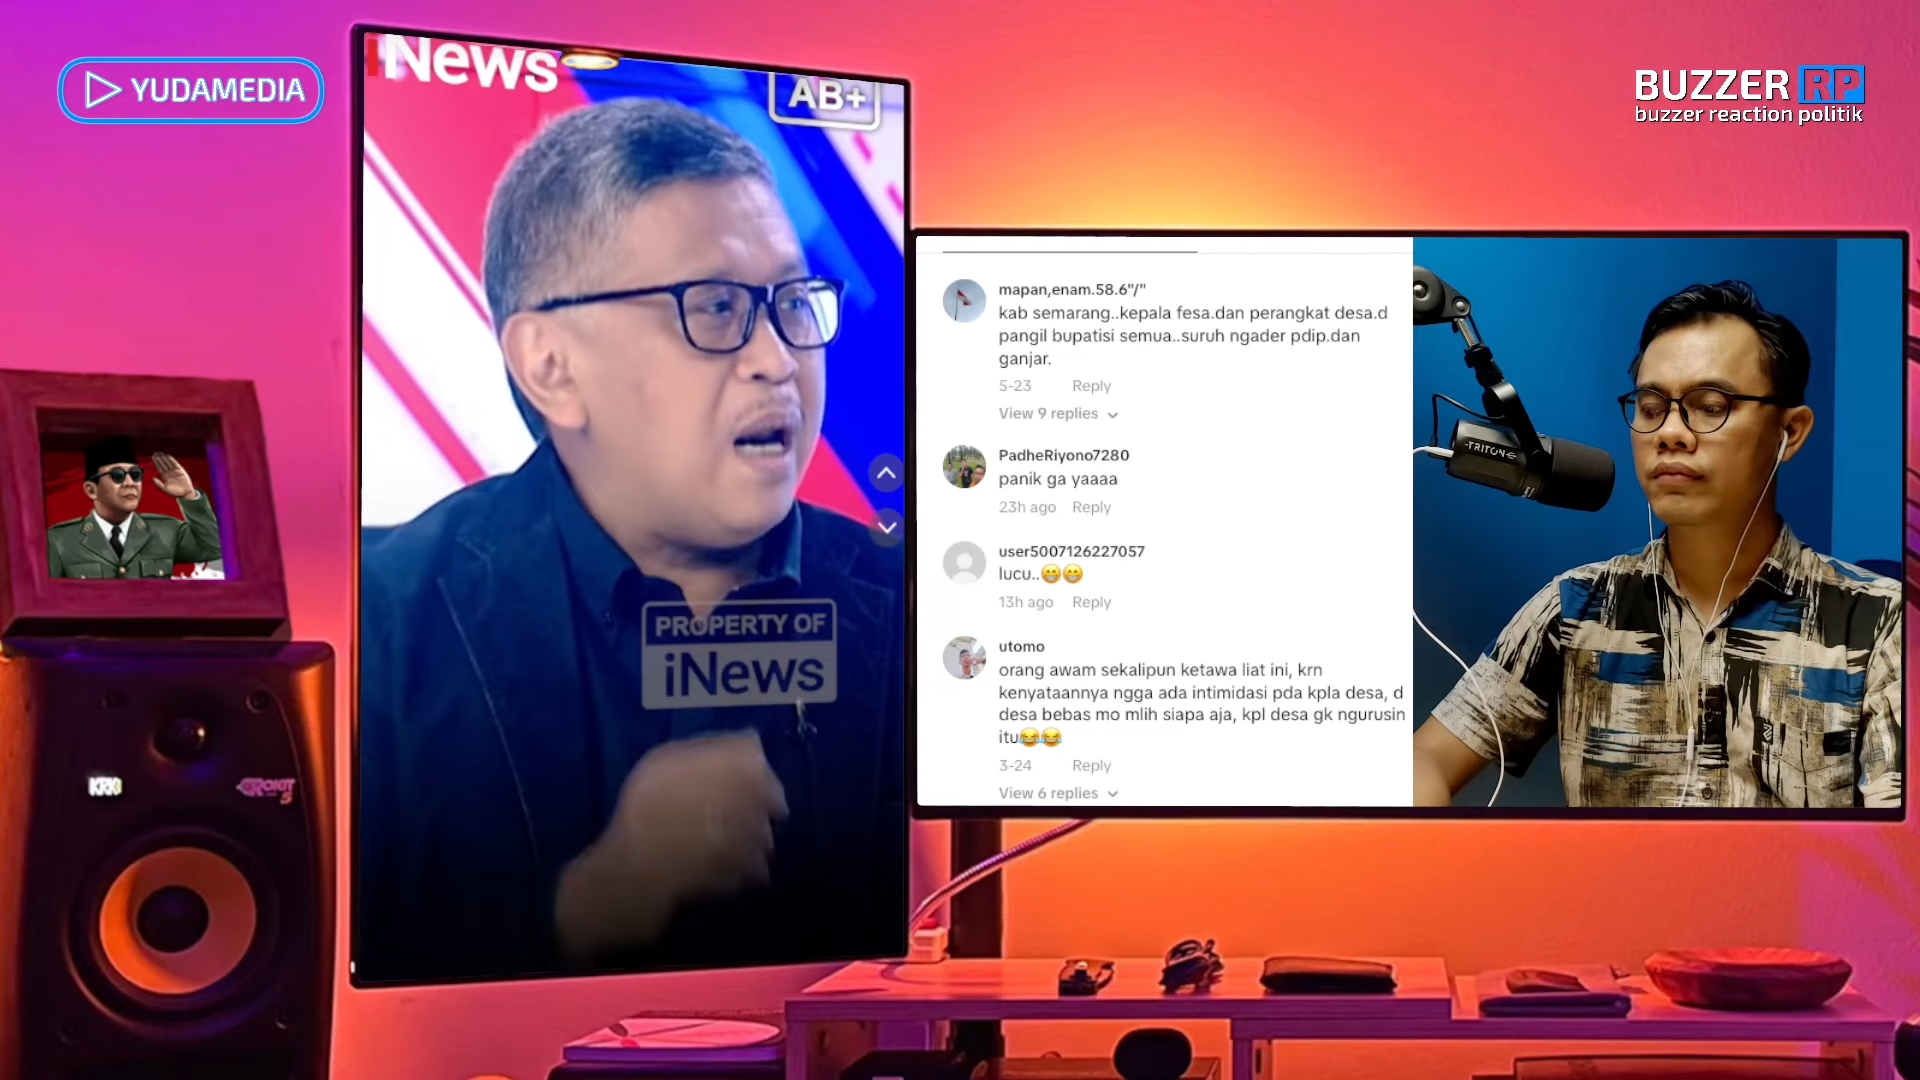 YUDAMEDIA
iNews
AB+
BUZZER RP
buzzer reaction politik
mapan,enam.58.6"/"
kab semarang..kepala fesa.dan perangkat desa.d
pangil bupatisi semua..suruh ngader pdip.dan
ganjar.
5-23 Reply
View 9 replies
PadheRiyono7280
panik ga yaaaa
23h ago Reply
user5007126227057
lucu..😁😁
13h ago Reply
utomo
orang awam sekalipun ketawa liat ini, krn
kenyataannya ngga ada intimidasi pda kpla desa, d
desa bebas mo mlih siapa aja, kpl desa gk ngurusin
itu😂😂
3-24 Reply
View 6 replies
PROPERTY OF
iNews
TRITON
KRK
ROKIT
5